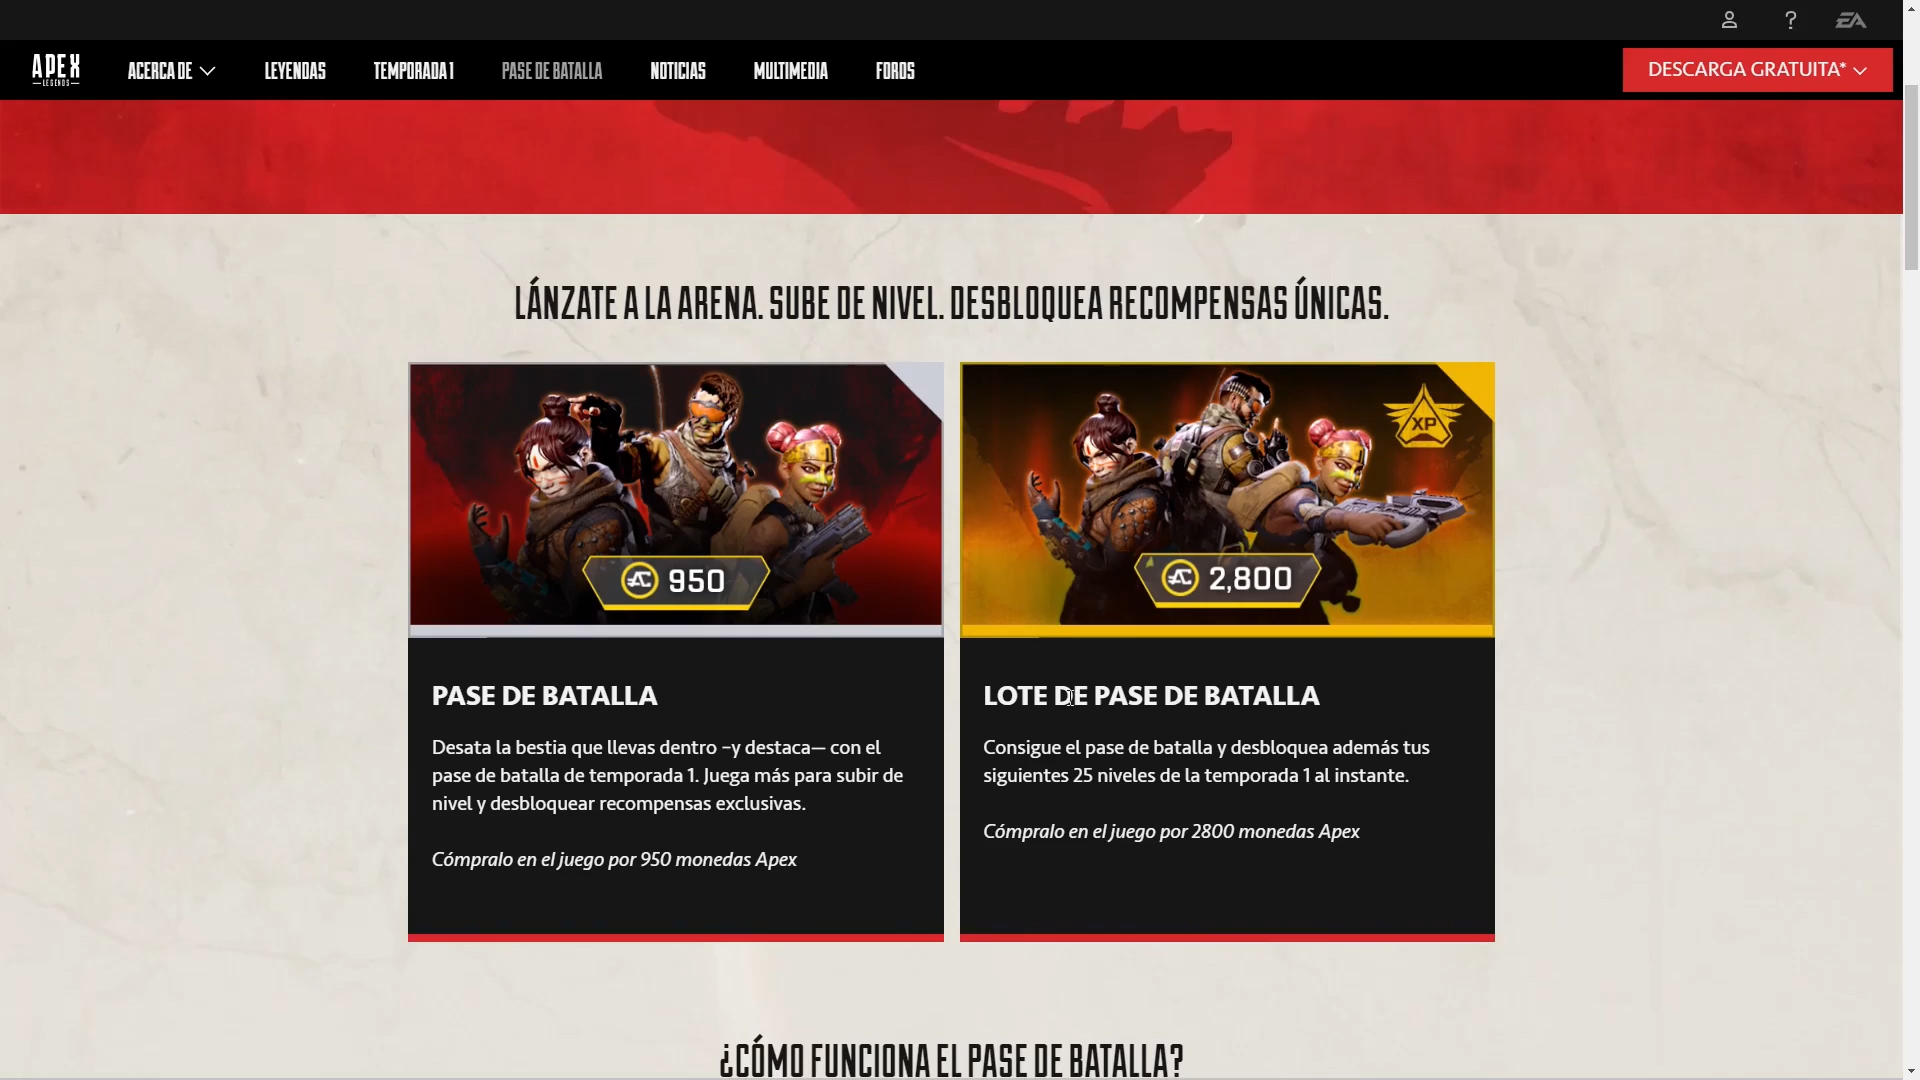 APEX
LEGENDS
ACERCA DE
LEYENDAS
TEMPORADA 1
PASE DE BATALLA
NOTICIAS
MULTIMEDIA
FOROS
?
EA
DESCARGA GRATUITA*
LÁNZATE A LA ARENA. SUBE DE NIVEL. DESBLOQUEA RECOMPENSAS ÚNICAS.
950
PASE DE BATALLA
Desata la bestia que llevas dentro –y destaca— con el
pase de batalla de temporada 1. Juega más para subir de
nivel y desbloquear recompensas exclusivas.
Cómpralo en el juego por 950 monedas Apex
XP
2,800
LOTE DE PASE DE BATALLA
Consigue el pase de batalla y desbloquea además tus
siguientes 25 niveles de la temporada 1 al instante.
Cómpralo en el juego por 2800 monedas Apex
¿CÓMO FUNCIONA EL PASE DE BATALLA?